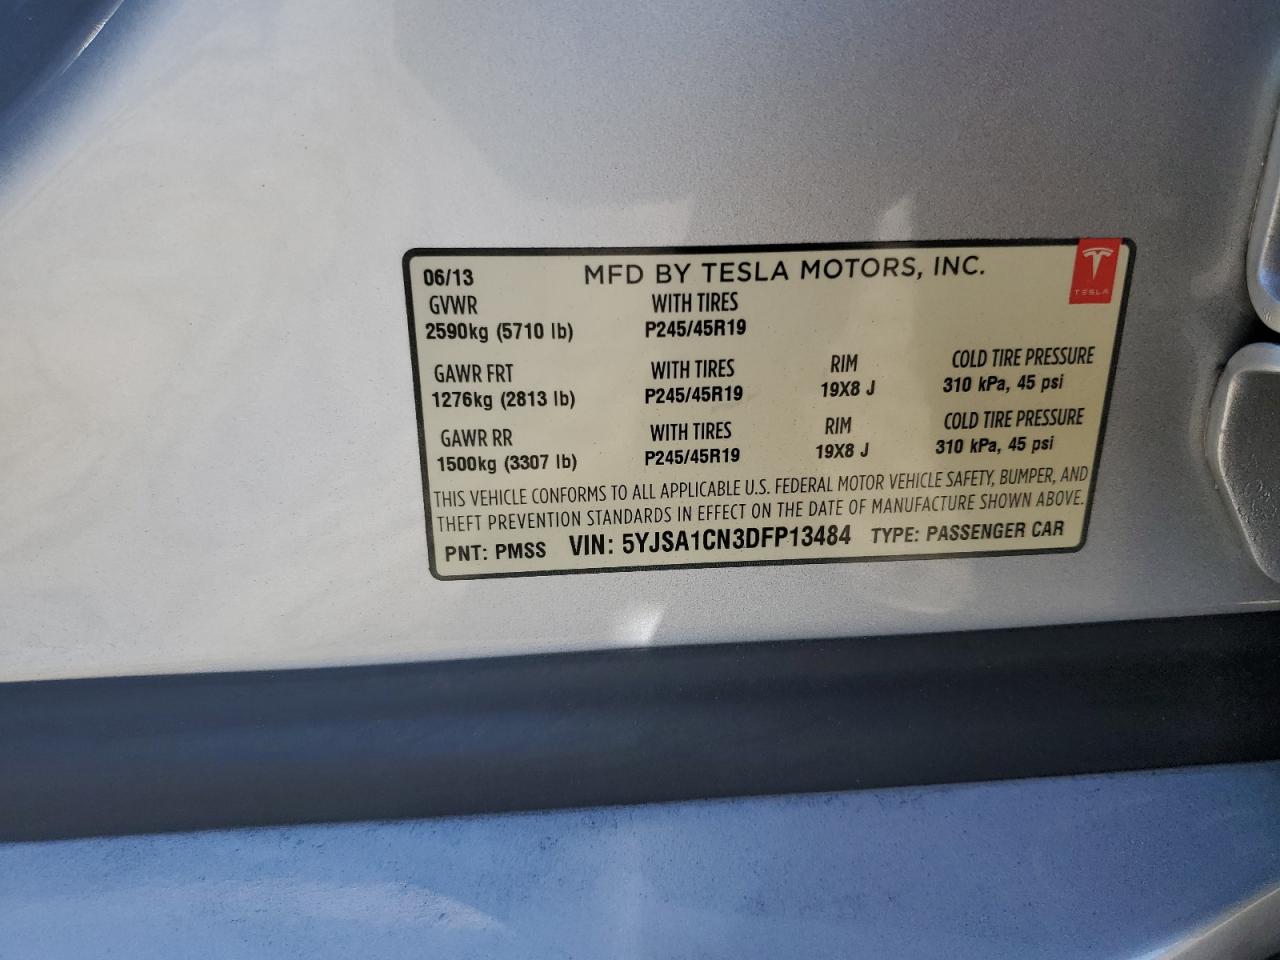 06/13 MFD BY TESLA MOTORS, INC.
TESLA
GVWR WITH TIRES
2590kg (5710 lb) P245/45R19
GAWR FRT WITH TIRES RIM COLD TIRE PRESSURE
1276kg (2813 lb) P245/45R19 19X8 J 310 kPa, 45 psi
GAWR RR WITH TIRES RIM COLD TIRE PRESSURE
1500kg (3307 lb) P245/45R19 19X8 J 310 kPa, 45 psi
THIS VEHICLE CONFORMS TO ALL APPLICABLE U.S. FEDERAL MOTOR VEHICLE SAFETY, BUMPER, AND
THEFT PREVENTION STANDARDS IN EFFECT ON THE DATE OF MANUFACTURE SHOWN ABOVE.
PNT: PMSS VIN: 5YJSA1CN3DFP13484 TYPE: PASSENGER CAR